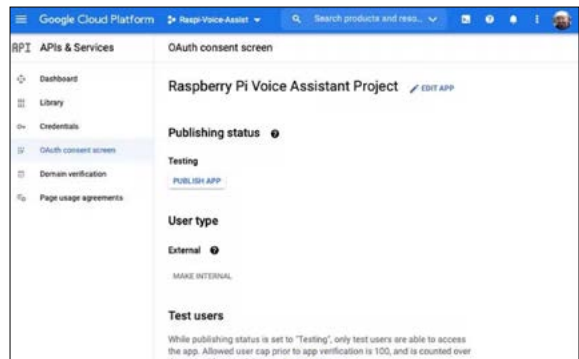 Google Cloud Platform
Raspi-Voice-Assist
Search products and reso...
API APIs & Services
OAuth consent screen
Dashboard
Library
Credentials
OAuth consent screen
Domain verification
Page usage agreements
Raspberry Pi Voice Assistant Project
EDIT APP
Publishing status
Testing
PUBLISH APP
User type
External
MAKE INTERNAL
Test users
While publishing status is set to "Testing", only test users are able to access
the app. Allowed user cap prior to app verification is 100, and is counted over